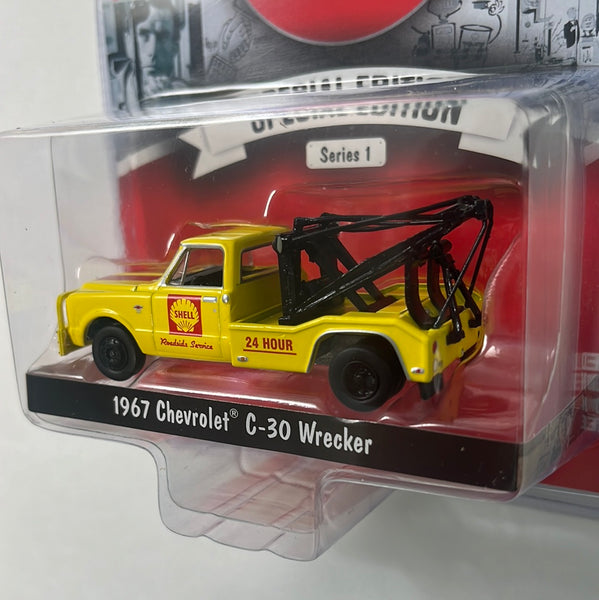 SPECIAL EDITION
Series 1
SHELL
Roadside Service
24 HOUR
1967 Chevrolet® C-30 Wrecker